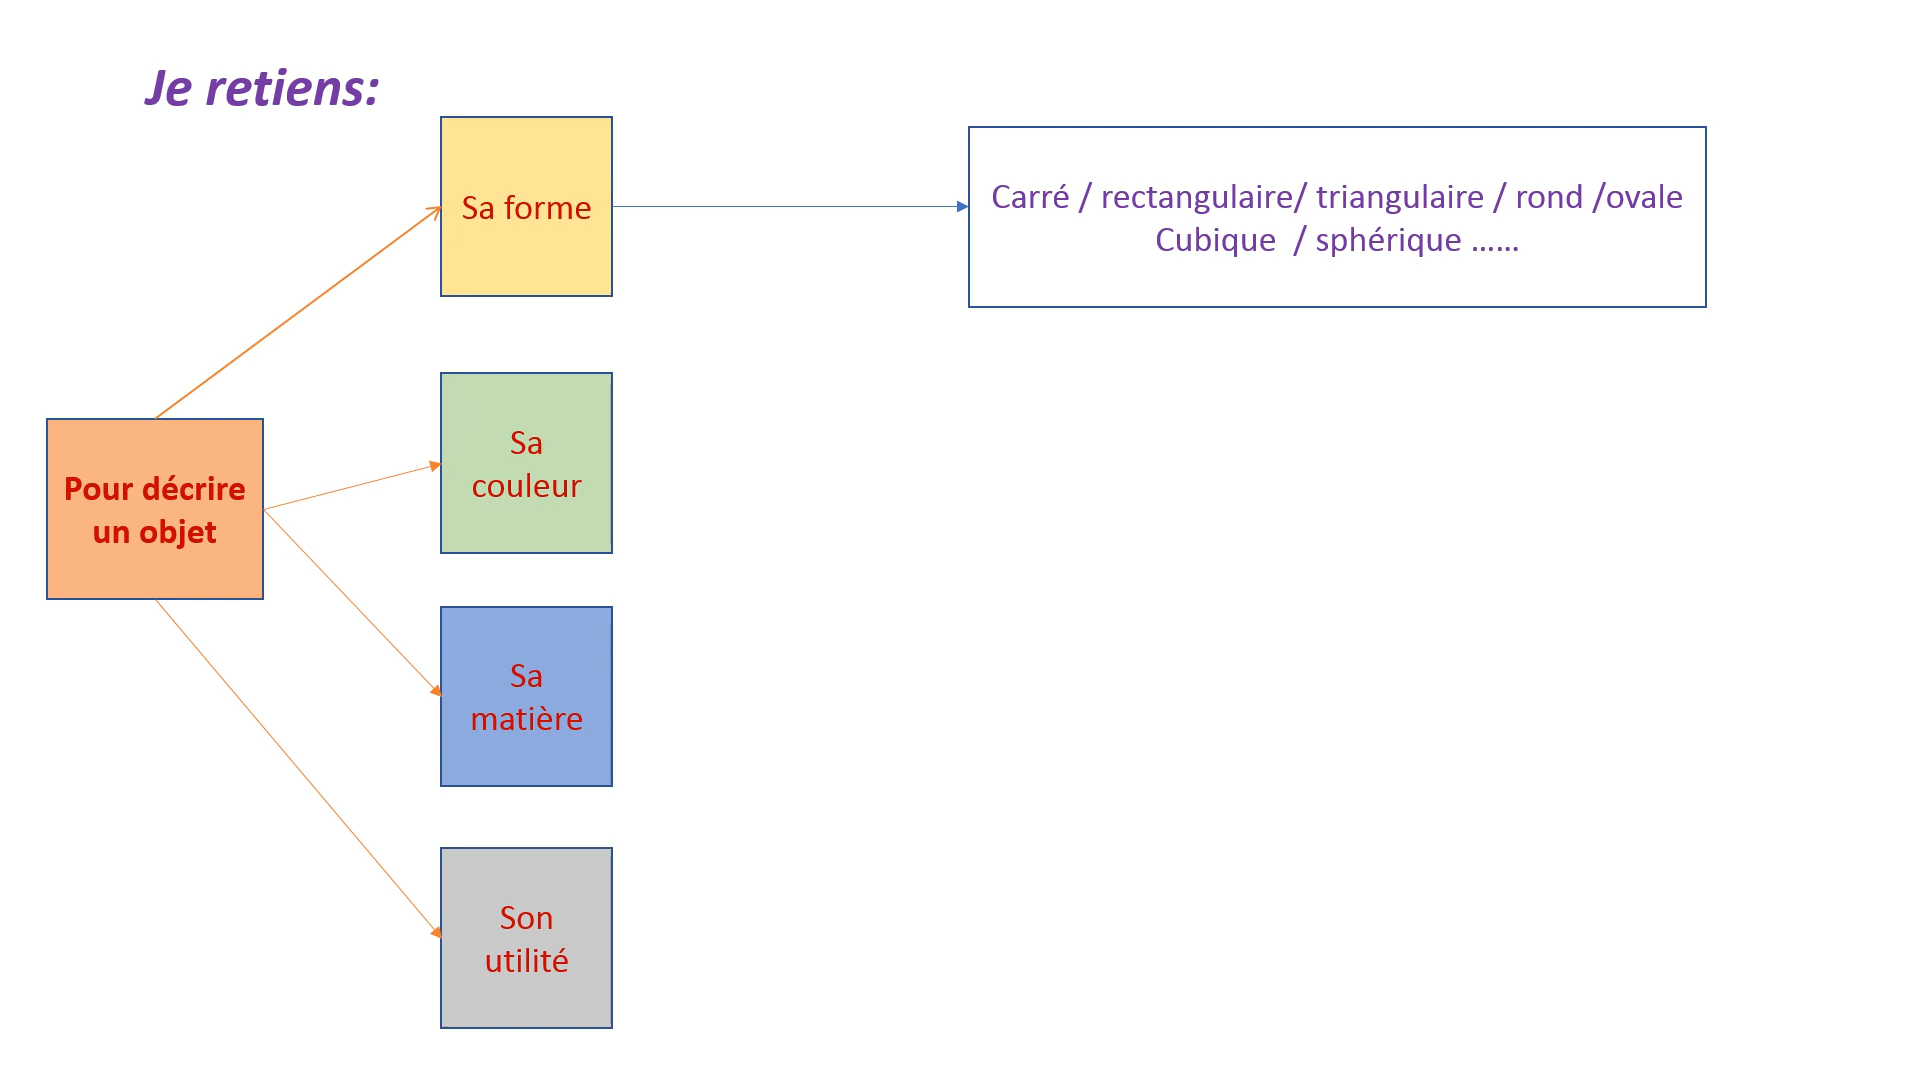 Je retiens:
Sa forme
Carré / rectangulaire/ triangulaire / rond /ovale
Cubique  / sphérique ......
Pour décrire
un objet
Sa
couleur
Sa
matière
Son
utilité